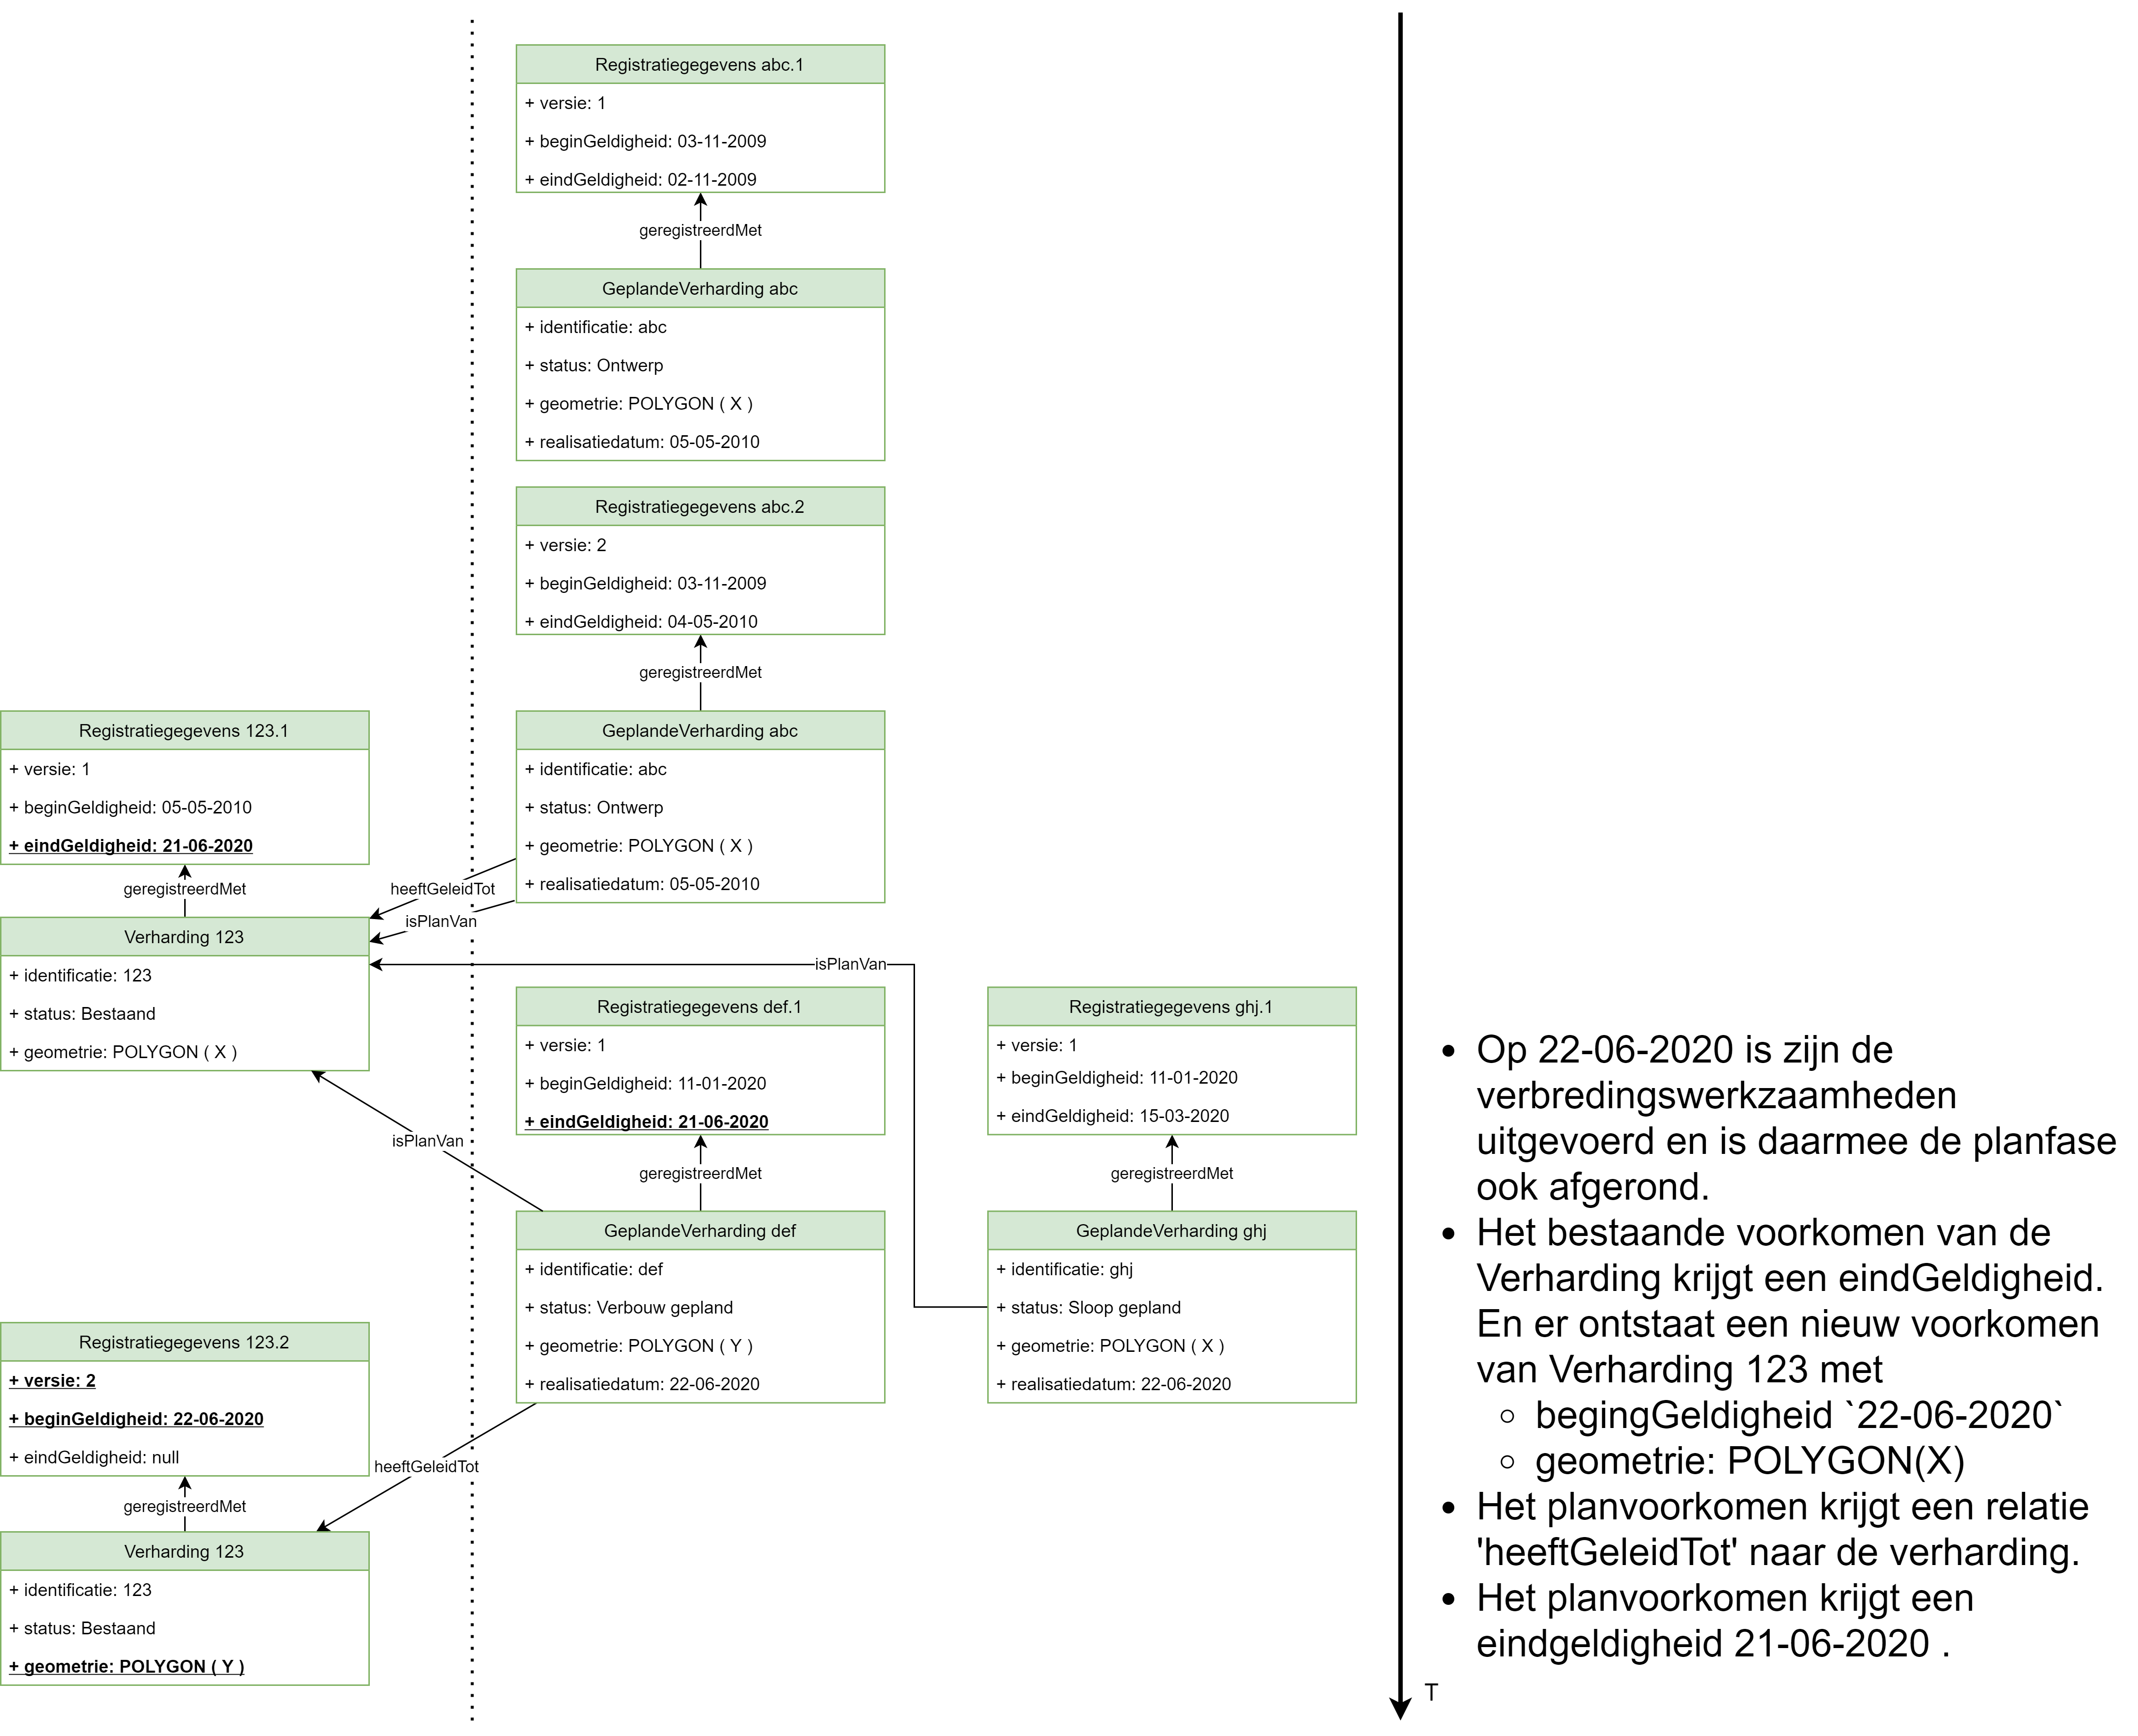 Registratiegegevens abc.1
+ versie: 1
+ beginGeldigheid: 03-11-2009
+ eindGeldigheid: 02-11-2009
geregistreerdMet
GeplandeVerharding abc
+ identificatie: abc
+ status: Ontwerp
+ geometrie: POLYGON ( X )
+ realisatiedatum: 05-05-2010
Registratiegegevens abc.2
+ versie: 2
+ beginGeldigheid: 03-11-2009
+ eindGeldigheid: 04-05-2010
geregistreerdMet
GeplandeVerharding abc
+ identificatie: abc
+ status: Ontwerp
+ geometrie: POLYGON ( X )
+ realisatiedatum: 05-05-2010
Registratiegegevens 123.1
+ versie: 1
+ beginGeldigheid: 05-05-2010
+ eindGeldigheid: 21-06-2020
geregistreerdMet
heeftGeleidTot
isPlanVan
Verharding 123
+ identificatie: 123
+ status: Bestaand
+ geometrie: POLYGON ( X )
isPlanVan
Registratiegegevens def.1
+ versie: 1
+ beginGeldigheid: 11-01-2020
+ eindGeldigheid: 21-06-2020
geregistreerdMet
isPlanVan
GeplandeVerharding def
+ identificatie: def
+ status: Verbouw gepland
+ geometrie: POLYGON ( Y )
+ realisatiedatum: 22-06-2020
Registratiegegevens ghj.1
+ versie: 1
+ beginGeldigheid: 11-01-2020
+ eindGeldigheid: 15-03-2020
geregistreerdMet
GeplandeVerharding ghj
+ identificatie: ghj
+ status: Sloop gepland
+ geometrie: POLYGON ( X )
+ realisatiedatum: 22-06-2020
Registratiegegevens 123.2
+ versie: 2
+ beginGeldigheid: 22-06-2020
+ eindGeldigheid: null
heeftGeleidTot
geregistreerdMet
Verharding 123
+ identificatie: 123
+ status: Bestaand
+ geometrie: POLYGON ( Y )
• Op 22-06-2020 is zijn de
verbredingswerkzaamheden
uitgevoerd en is daarmee de planfase
ook afgerond.
• Het bestaande voorkomen van de
Verharding krijgt een eindGeldigheid.
En er ontstaat een nieuw voorkomen
van Verharding 123 met
◦ begingGeldigheid `22-06-2020`
◦ geometrie: POLYGON(X)
• Het planvoorkomen krijgt een relatie
'heeftGeleidTot' naar de verharding.
• Het planvoorkomen krijgt een
eindgeldigheid 21-06-2020 .
T